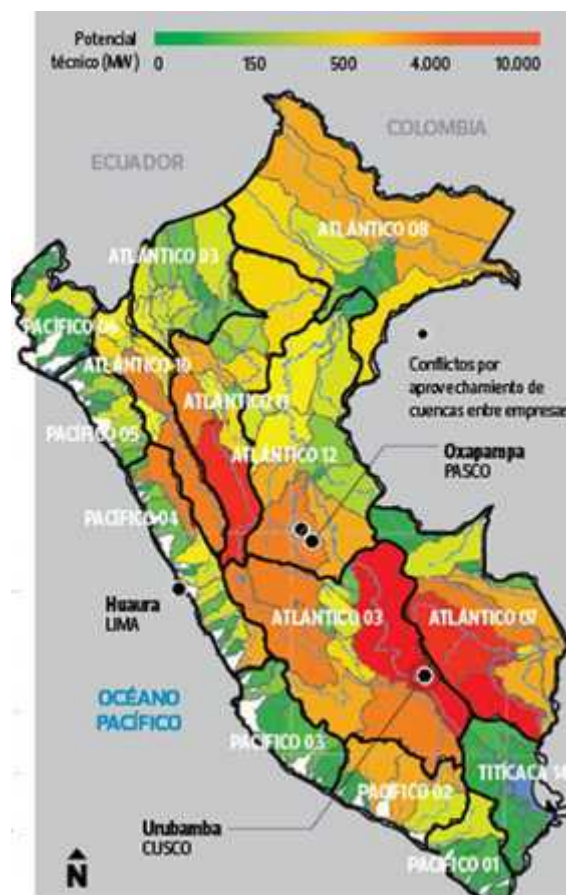 Potencial
técnico (MW)
0 150 500 4.000 10.000
COLOMBIA
ECUADOR
ATLÁNTICO 08
ATLÁNTICO 03
PACÍFICO 06
ATLÁNTICO 10
Conflictos por
aprovechamiento de
cuencas entre empresas
ATLÁNTICO 11
PACÍFICO 05
ATLÁNTICO 12
Oxapampa
PASCO
PACÍFICO 04
Huaura
LIMA
ATLÁNTICO 03
ATLÁNTICO 07
OCÉANO
PACÍFICO
PACÍFICO 03
TITICACA
PACÍFICO 02
Urubamba
CUSCO
PACÍFICO 01
N